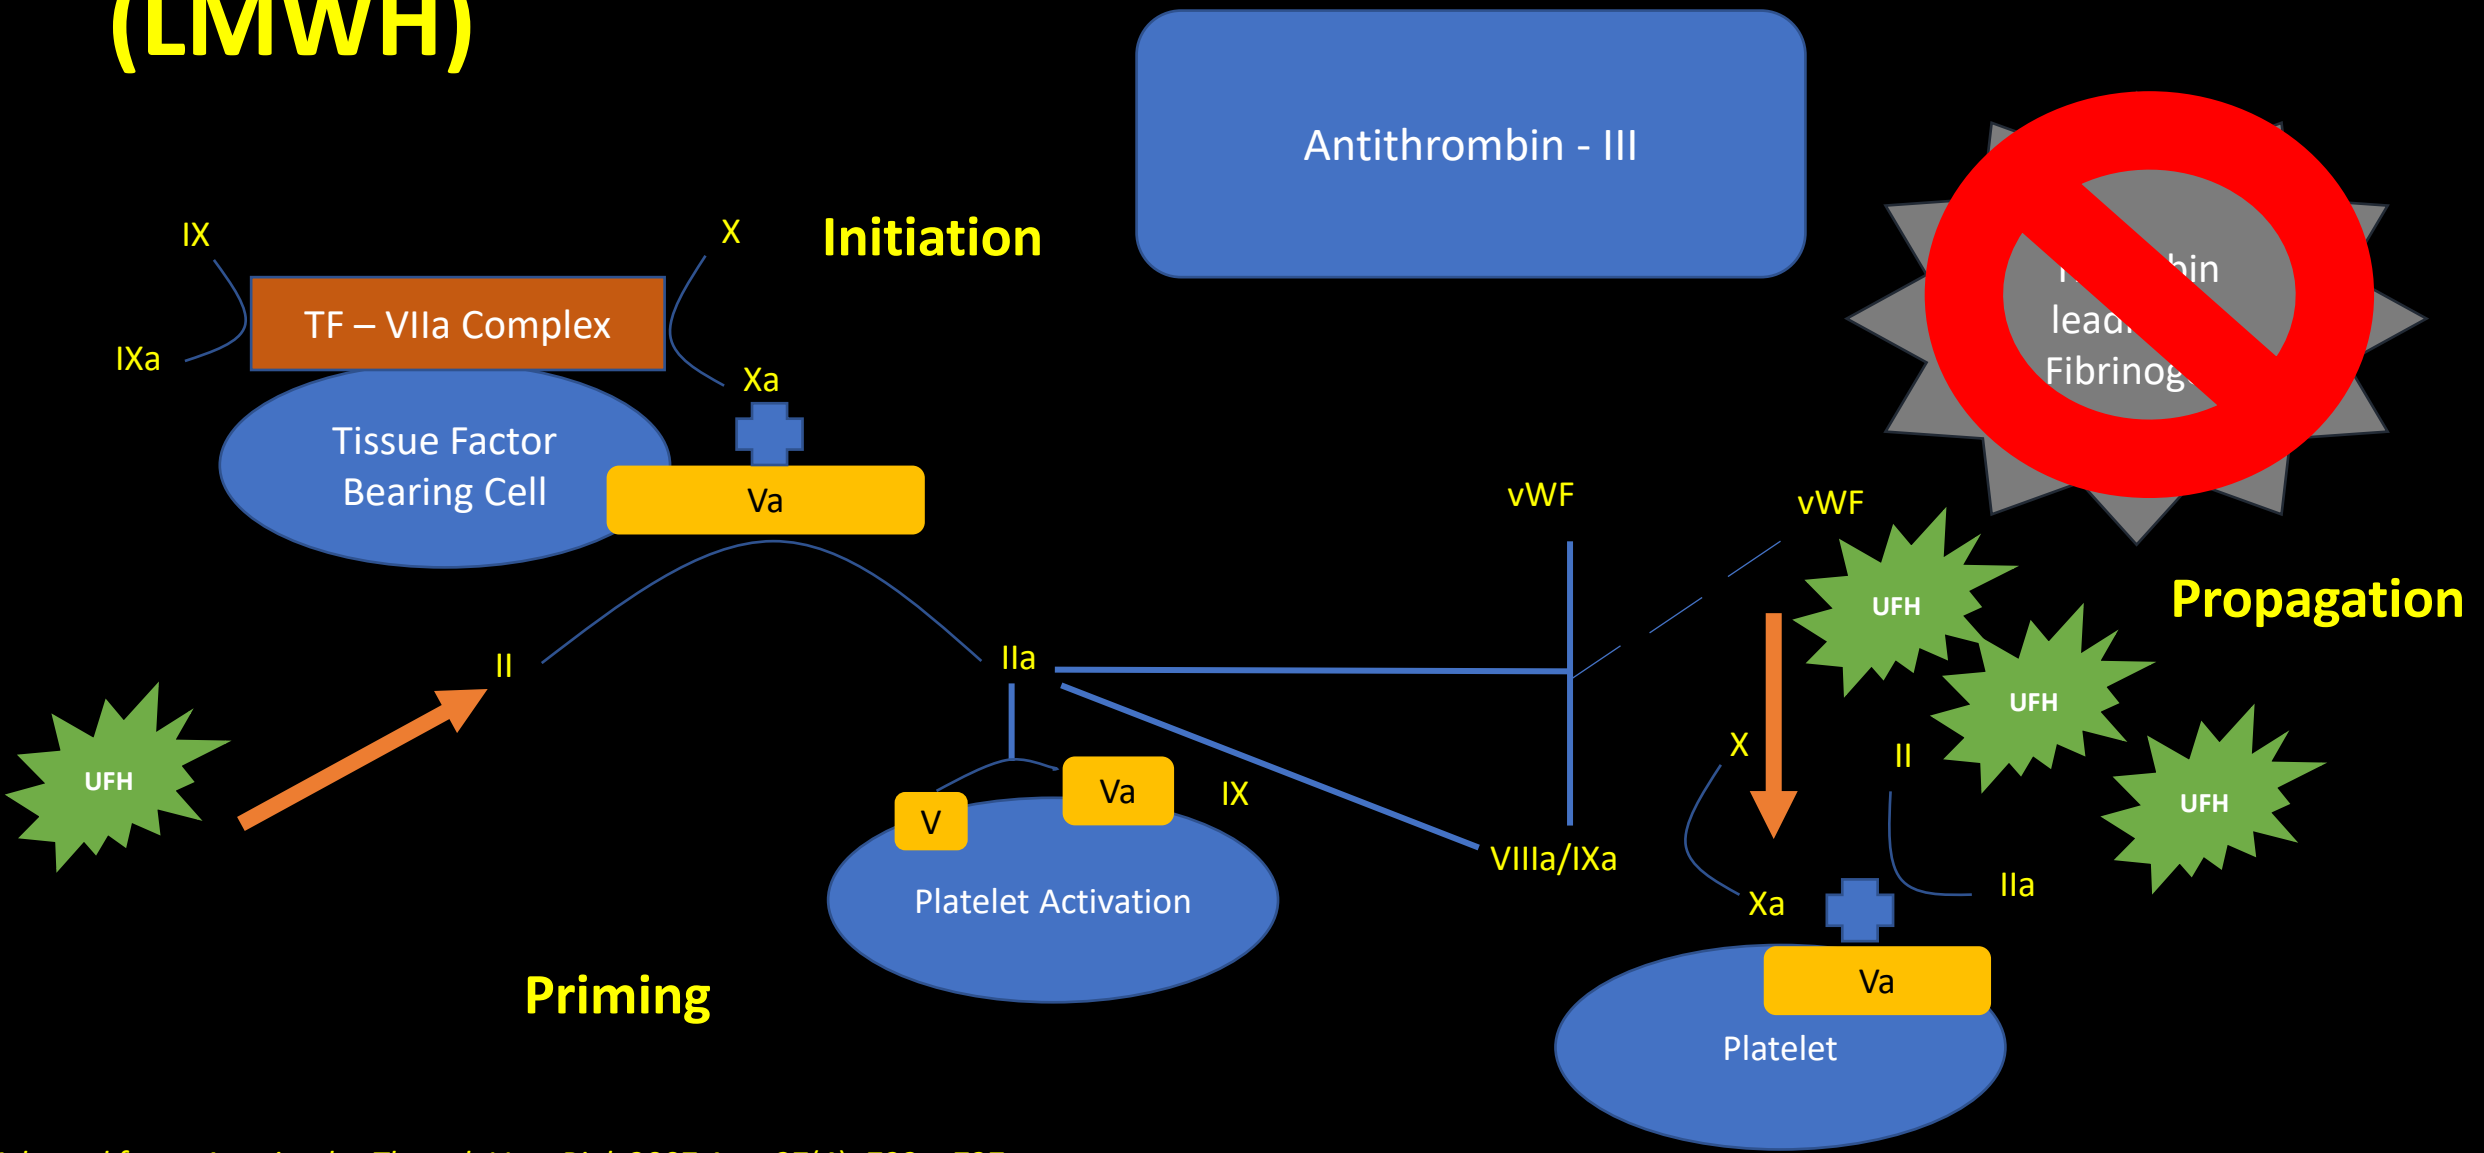 (LMWH)
Antithrombin - III
Initiation
IX
X
TF – VIIa Complex
IXa
Xa
Tissue Factor
Bearing Cell
Va
vWF
vWF
UFH
Propagation
II
IIa
UFH
UFH
X
II
UFH
V
Va
IX
VIIIa/IXa
IIa
Platelet Activation
Xa
Va
Priming
Platelet